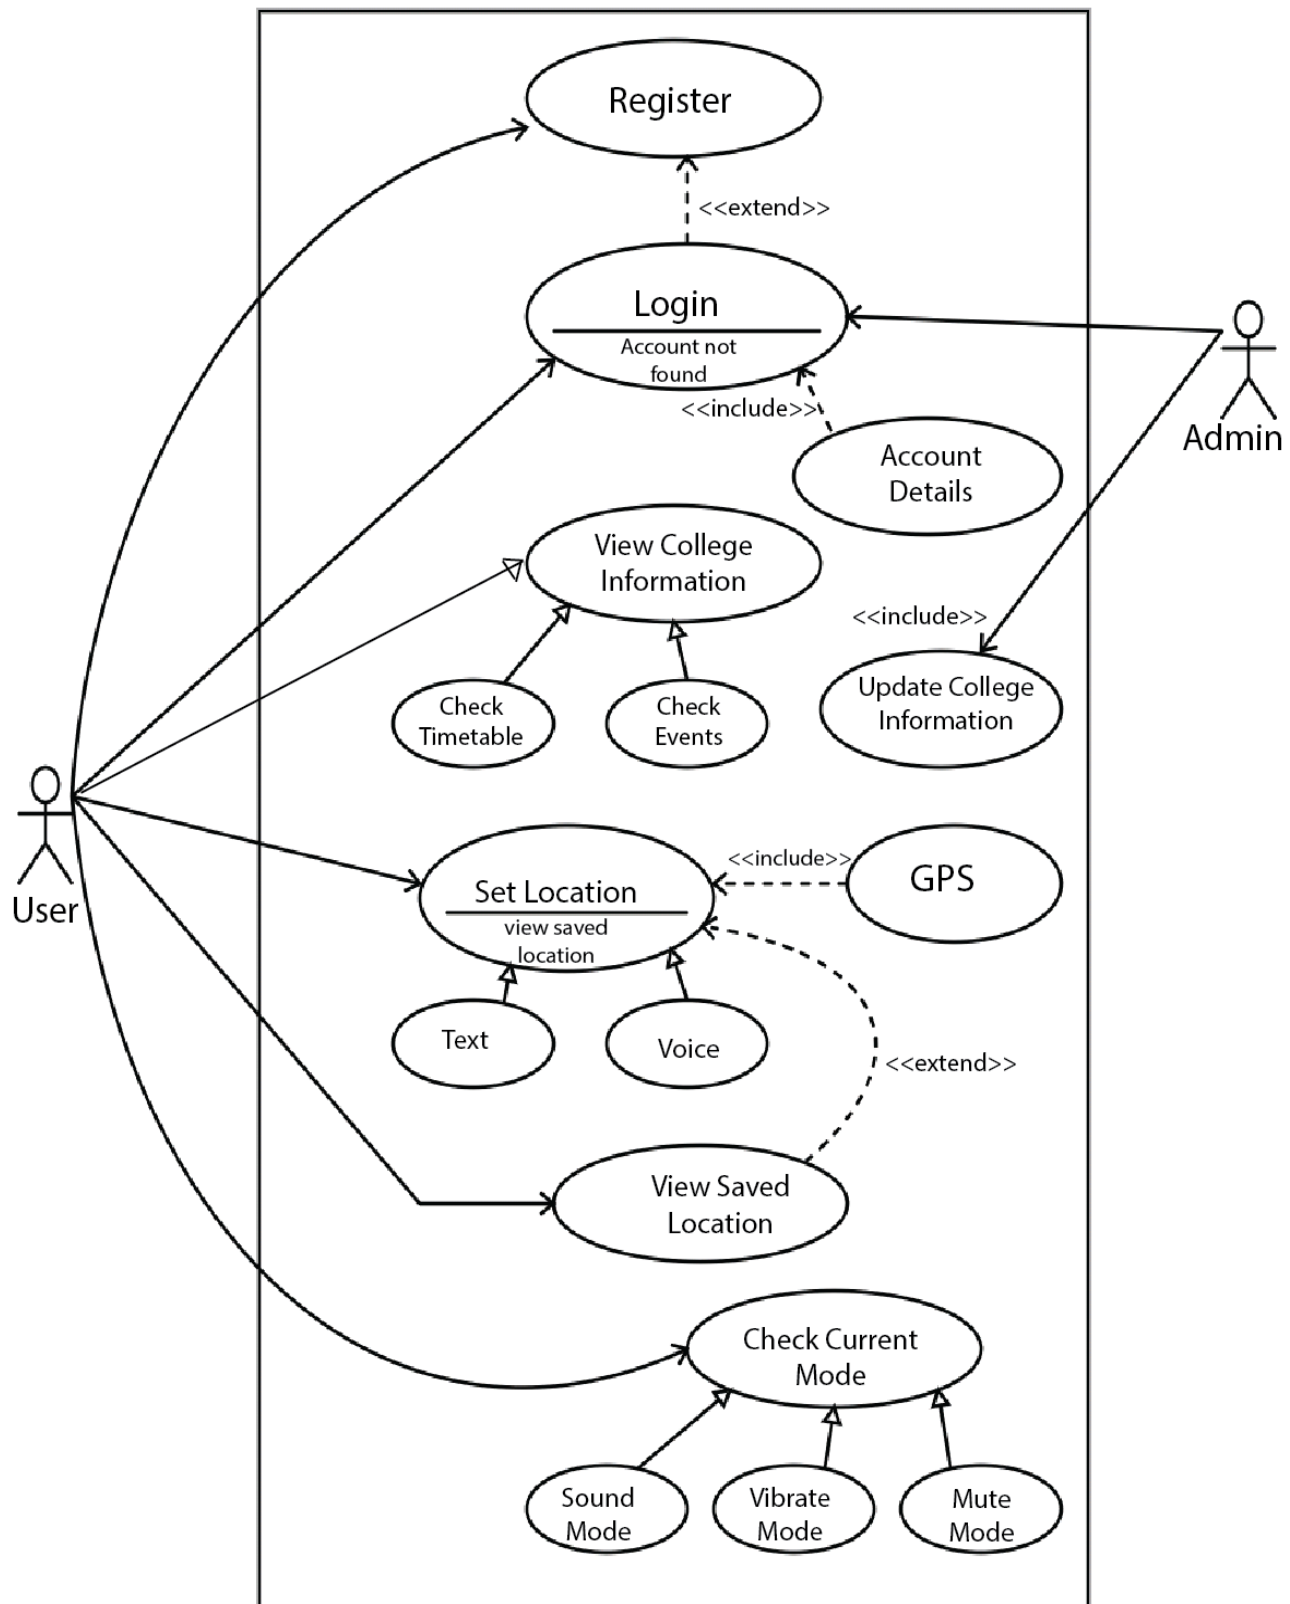 Register
<<extend>>
Login
Account not
found
<<include>>
Admin
Account
Details
View College
Information
<<include>>
Check
Timetable
Check
Events
Update College
Information
User
Set Location
view saved
location
<<include>>
GPS
Text
Voice
<<extend>>
View Saved
Location
Check Current
Mode
Sound
Mode
Vibrate
Mode
Mute
Mode